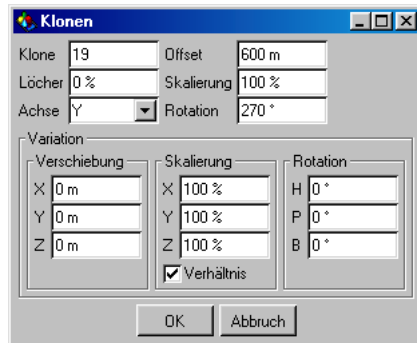 Klonen
Klone 19 Offset 600 m
Löcher 0 % Skalierung 100 %
Achse Y Rotation 270 °
Variation
Verschiebung Skalierung Rotation
X 0 m X 100 % H 0 °
Y 0 m Y 100 % P 0 °
Z 0 m Z 100 % B 0 °
Verhältnis
OK Abbruch